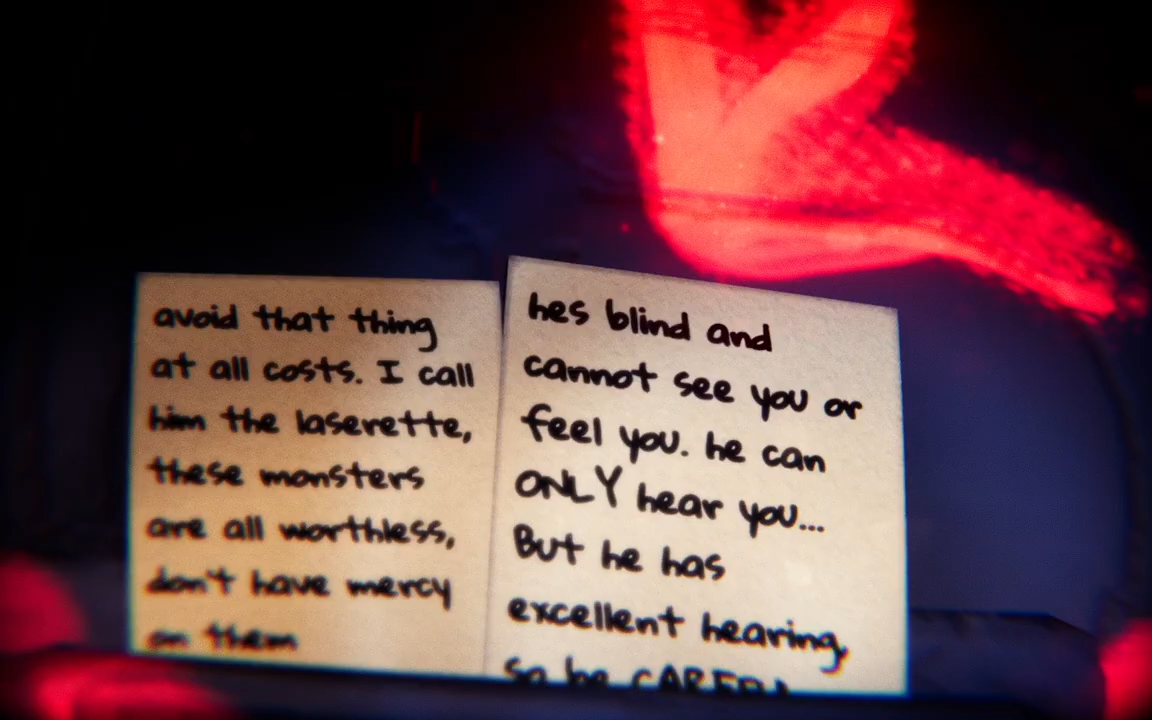 avoid that thing
at all costs. I call
him the laserette,
these monsters
are all worthless,
don't have mercy
on them
hes blind and
cannot see you or
feel you. he can
ONLY hear you...
But he has
excellent hearing,
so be